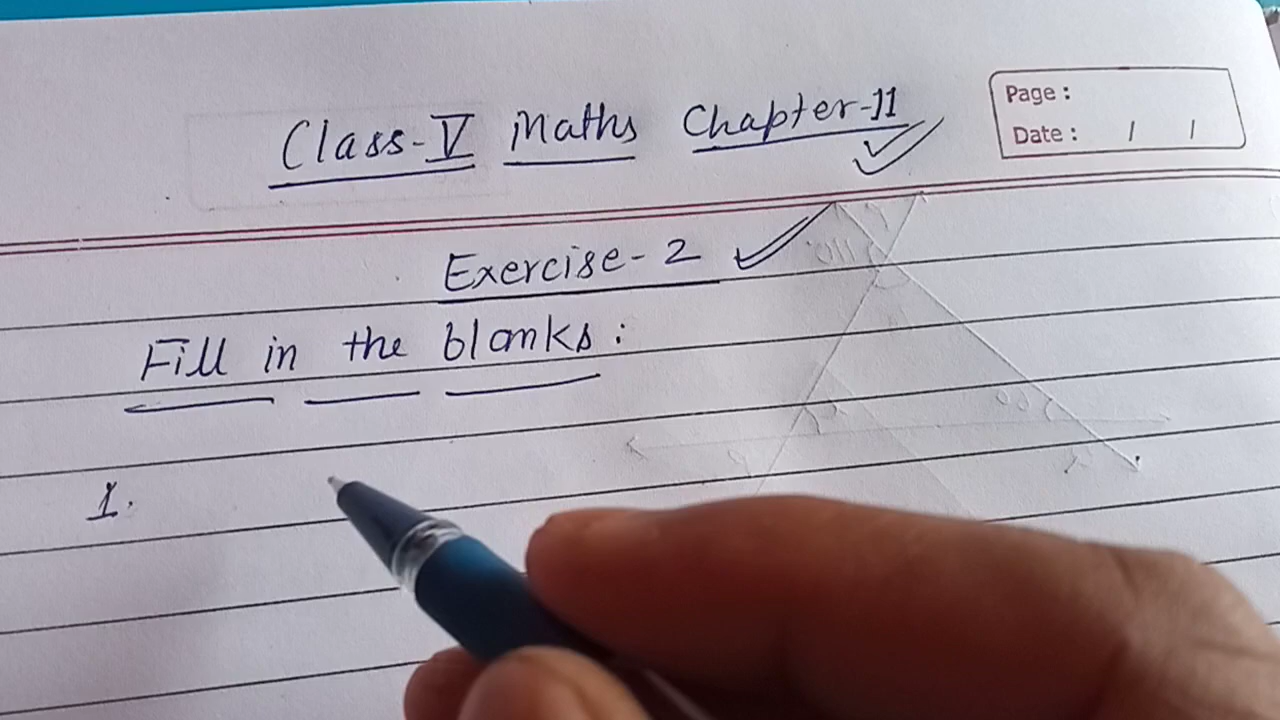 Class-V Maths Chapter-11
Page :
Date : / /
Exercise-2
Fill in the blanks :
1.